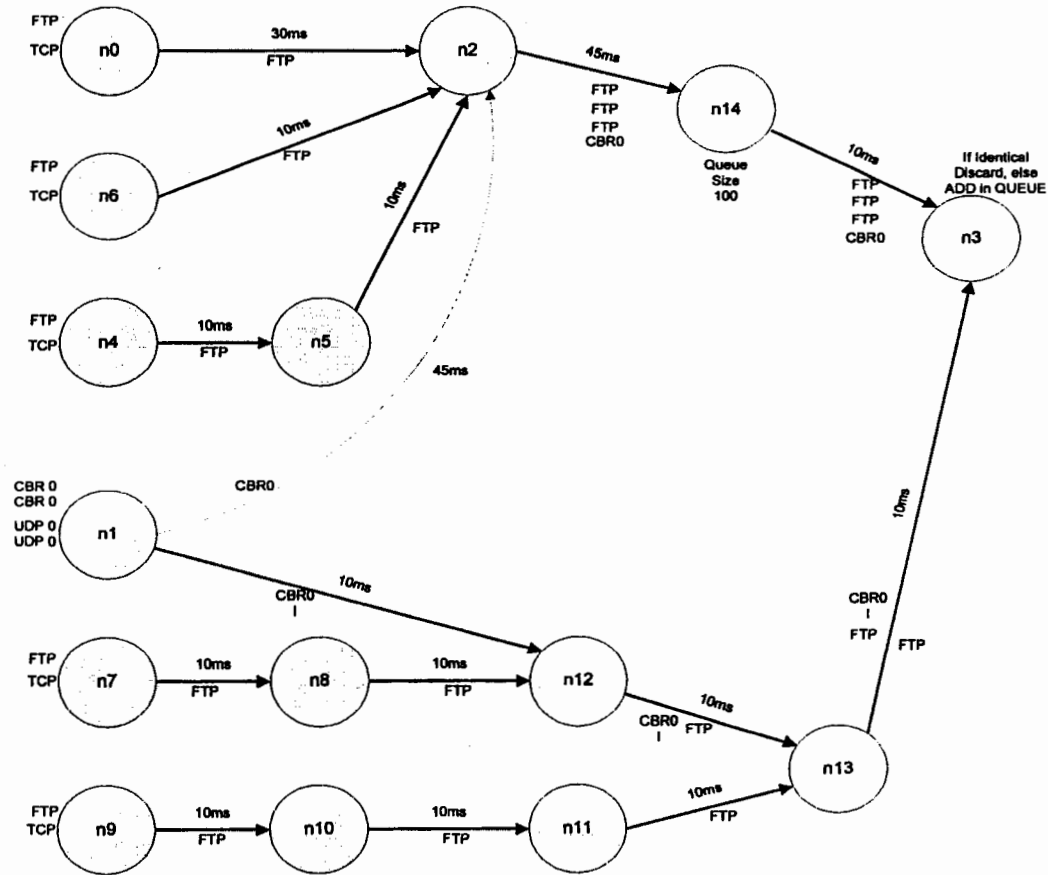 FTP
TCP
n0
30ms
FTP
n2
45ms
FTP
FTP
FTP
CBR0
n14
Queue
Size
100
10ms
FTP
FTP
FTP
CBR0
If Identical
Discard, else
ADD in QUEUE
n3
FTP
TCP
n6
10ms
FTP
10ms
FTP
FTP
TCP
n4
10ms
FTP
n5
45ms
CBR 0
CBR 0
UDP 0
UDP 0
n1
CBR0
10ms
CBR0
I
10ms
CBR0
I
FTP
FTP
FTP
TCP
n7
10ms
FTP
n8
10ms
FTP
n12
10ms
CBR0
I
FTP
n13
FTP
TCP
n9
10ms
FTP
n10
10ms
FTP
n11
10ms
FTP